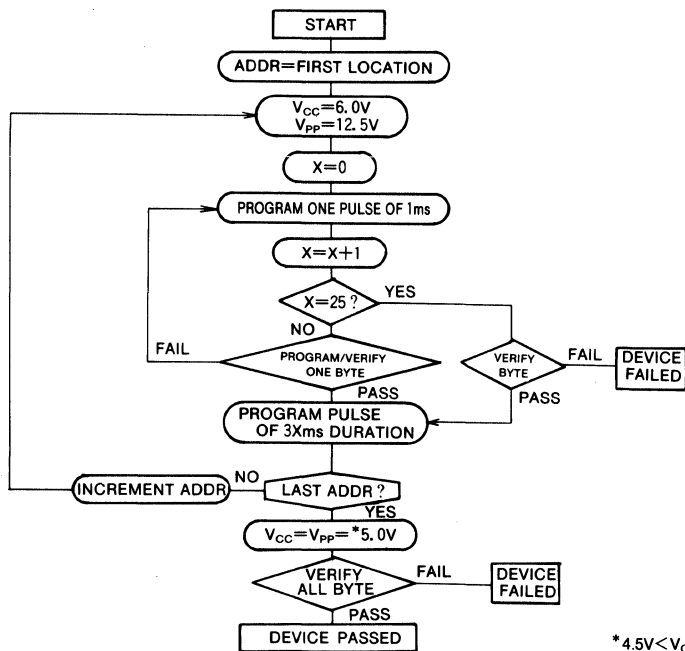 START
ADDR=FIRST LOCATION
VCC=6.0V
VPP=12.5V
X=0
PROGRAM ONE PULSE OF 1ms
X=X+1
X=25?
YES
NO
FAIL
PROGRAM/VERIFY
ONE BYTE
PASS
VERIFY
BYTE
FAIL
PASS
DEVICE
FAILED
PROGRAM PULSE
OF 3Xms DURATION
INCREMENT ADDR
NO
LAST ADDR?
YES
VCC=VPP=*5.0V
VERIFY
ALL BYTE
FAIL
DEVICE
FAILED
PASS
DEVICE PASSED
*4.5V<V